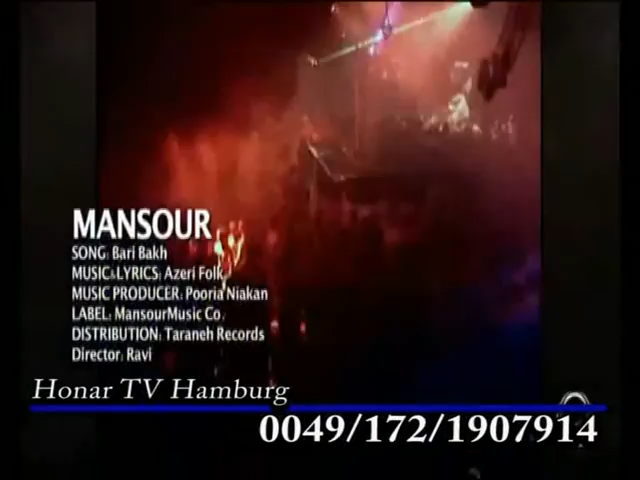 MANSOUR
SONG: Bari Bakh
MUSIC&LYRICS: Azeri Folk
MUSIC PRODUCER: Pooria Niakan
LABEL: MansourMusic Co.
DISTRIBUTION: Taraneh Records
Director: Ravi
Honar TV Hamburg
0049/172/1907914